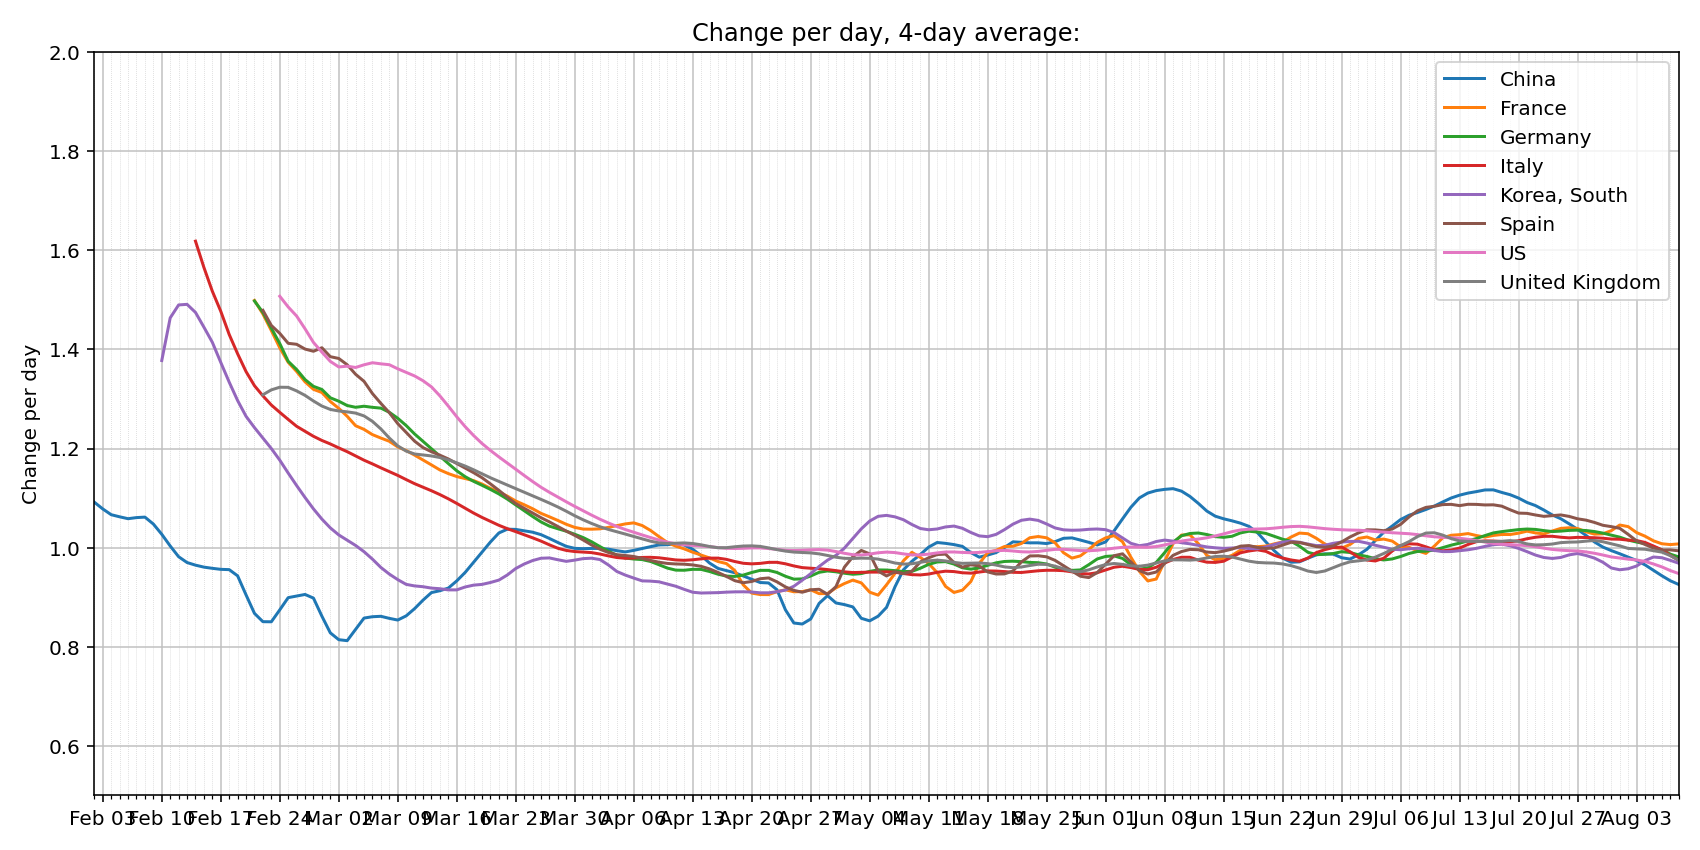 Change per day, 4-day average:
2.0
1.8
1.6
1.4
1.2
1.0
0.8
0.6
Change per day
China
France
Germany
Italy
Korea, South
Spain
US
United Kingdom
Feb 03 Feb 10 Feb 17 Feb 24 Mar 02 Mar 09 Mar 16 Mar 23 Mar 30 Apr 06 Apr 13 Apr 20 Apr 27 May 04 May 11 May 18 May 25 Jun 01 Jun 08 Jun 15 Jun 22 Jun 29 Jul 06 Jul 13 Jul 20 Jul 27 Aug 03